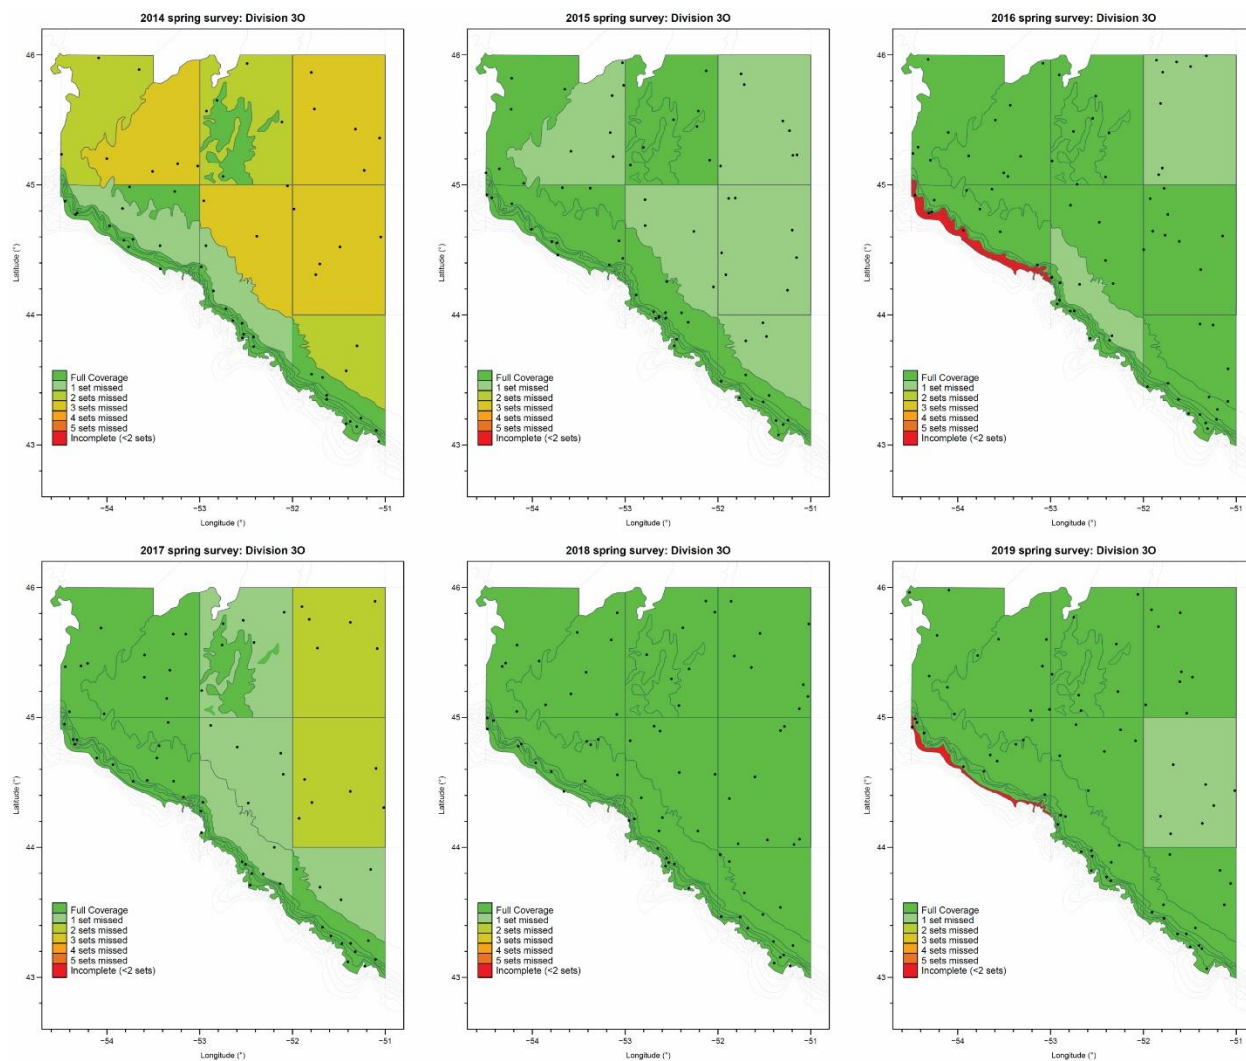 2014 spring survey: Division 3O
46
45
44
43
Latitude (°)
Full Coverage
1 set missed
2 sets missed
3 sets missed
4 sets missed
5 sets missed
Incomplete (<2 sets)
−54
−53
−52
−51
Longitude (°)
2015 spring survey: Division 3O
46
45
44
43
Latitude (°)
Full Coverage
1 set missed
2 sets missed
3 sets missed
4 sets missed
5 sets missed
Incomplete (<2 sets)
−54
−53
−52
−51
Longitude (°)
2016 spring survey: Division 3O
46
45
44
43
Latitude (°)
Full Coverage
1 set missed
2 sets missed
3 sets missed
4 sets missed
5 sets missed
Incomplete (<2 sets)
−54
−53
−52
−51
Longitude (°)
2017 spring survey: Division 3O
46
45
44
43
Latitude (°)
Full Coverage
1 set missed
2 sets missed
3 sets missed
4 sets missed
5 sets missed
Incomplete (<2 sets)
−54
−53
−52
−51
Longitude (°)
2018 spring survey: Division 3O
46
45
44
43
Latitude (°)
Full Coverage
1 set missed
2 sets missed
3 sets missed
4 sets missed
5 sets missed
Incomplete (<2 sets)
−54
−53
−52
−51
Longitude (°)
2019 spring survey: Division 3O
46
45
44
43
Latitude (°)
Full Coverage
1 set missed
2 sets missed
3 sets missed
4 sets missed
5 sets missed
Incomplete (<2 sets)
−54
−53
−52
−51
Longitude (°)